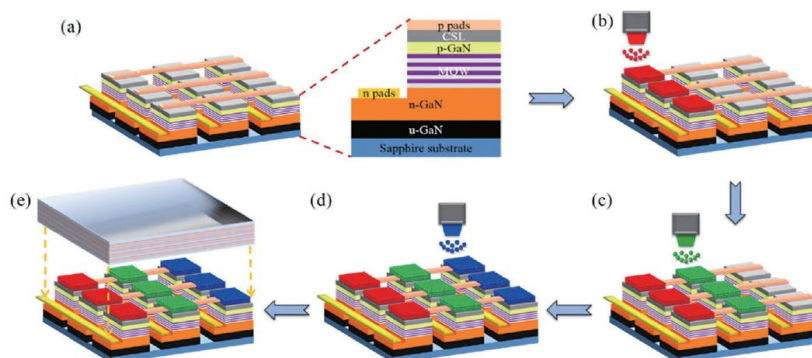 (a)
p pads
CSL
p-GaN
MQW
n pads
n-GaN
u-GaN
Sapphire substrate
(b)
(e)
(d)
(c)